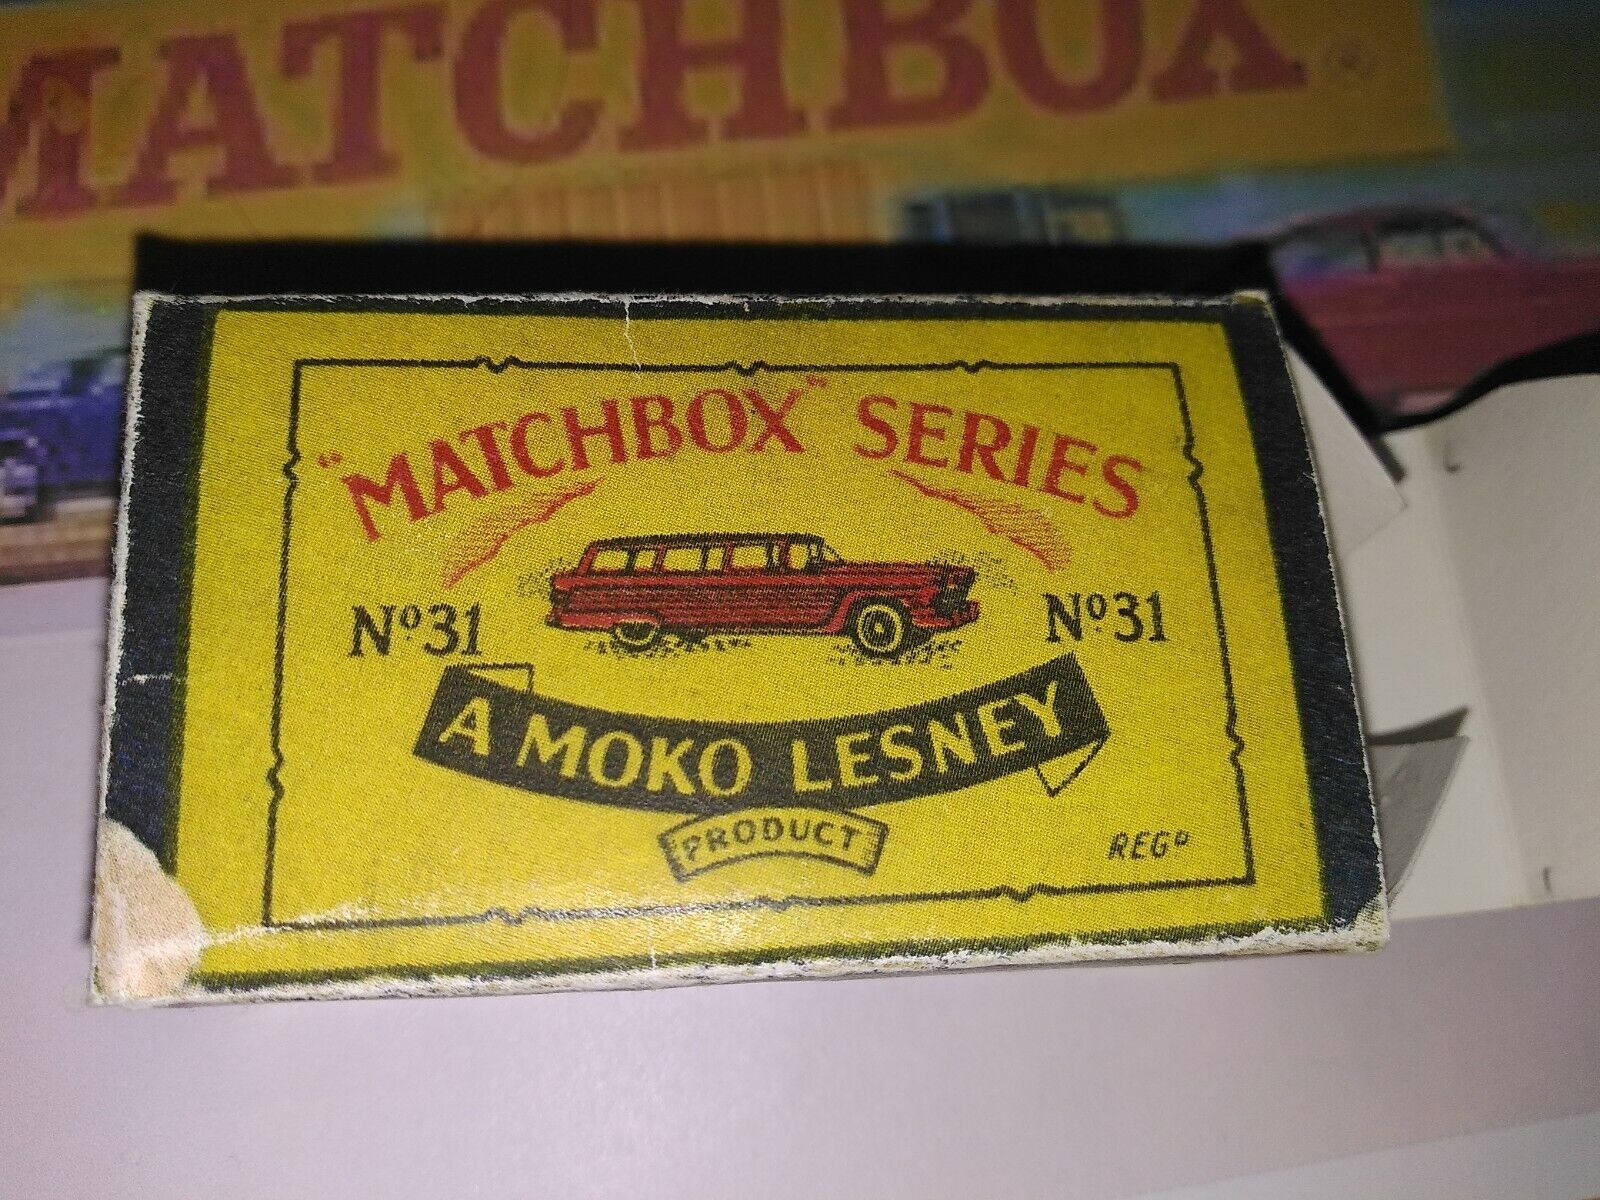 MATCHBOX ®
"MATCHBOX" SERIES
Nº31 Nº31
A MOKO LESNEY
PRODUCT
REGD